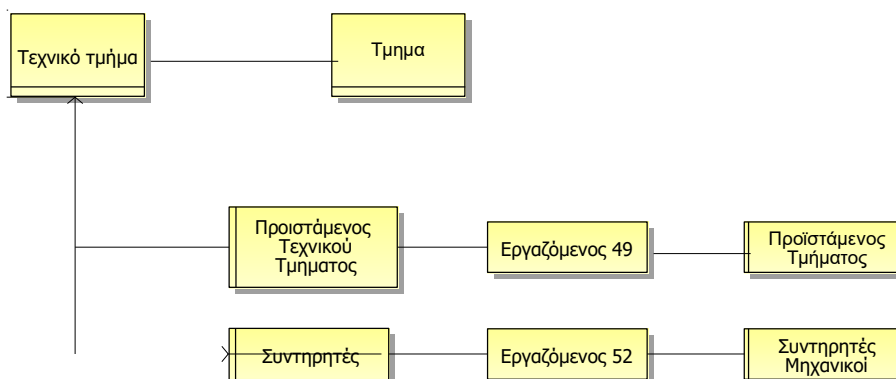 Τεχνικό τμήμα
Τμημα
Προιστάμενος
Τεχνικού
Τμηματος
Εργαζόμενος 49
Προϊστάμενος
Τμήματος
Συντηρητές
Εργαζόμενος 52
Συντηρητές
Μηχανικοί